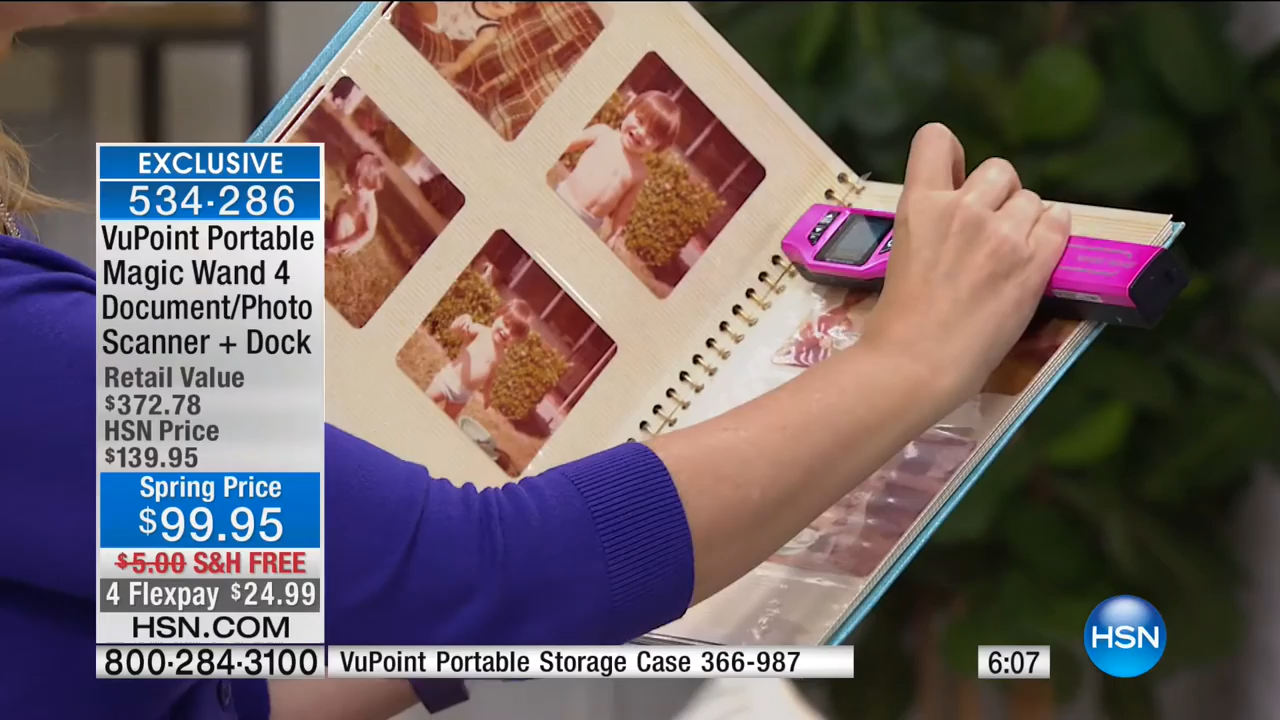 EXCLUSIVE
534·286
VuPoint Portable
Magic Wand 4
Document/Photo
Scanner + Dock
Retail Value
$372.78
HSN Price
$139.95
Spring Price
$99.95
$5.00 S&H FREE
4 Flexpay $24.99
HSN.COM
800·284·3100
VuPoint Portable Storage Case 366-987
6:07
HSN